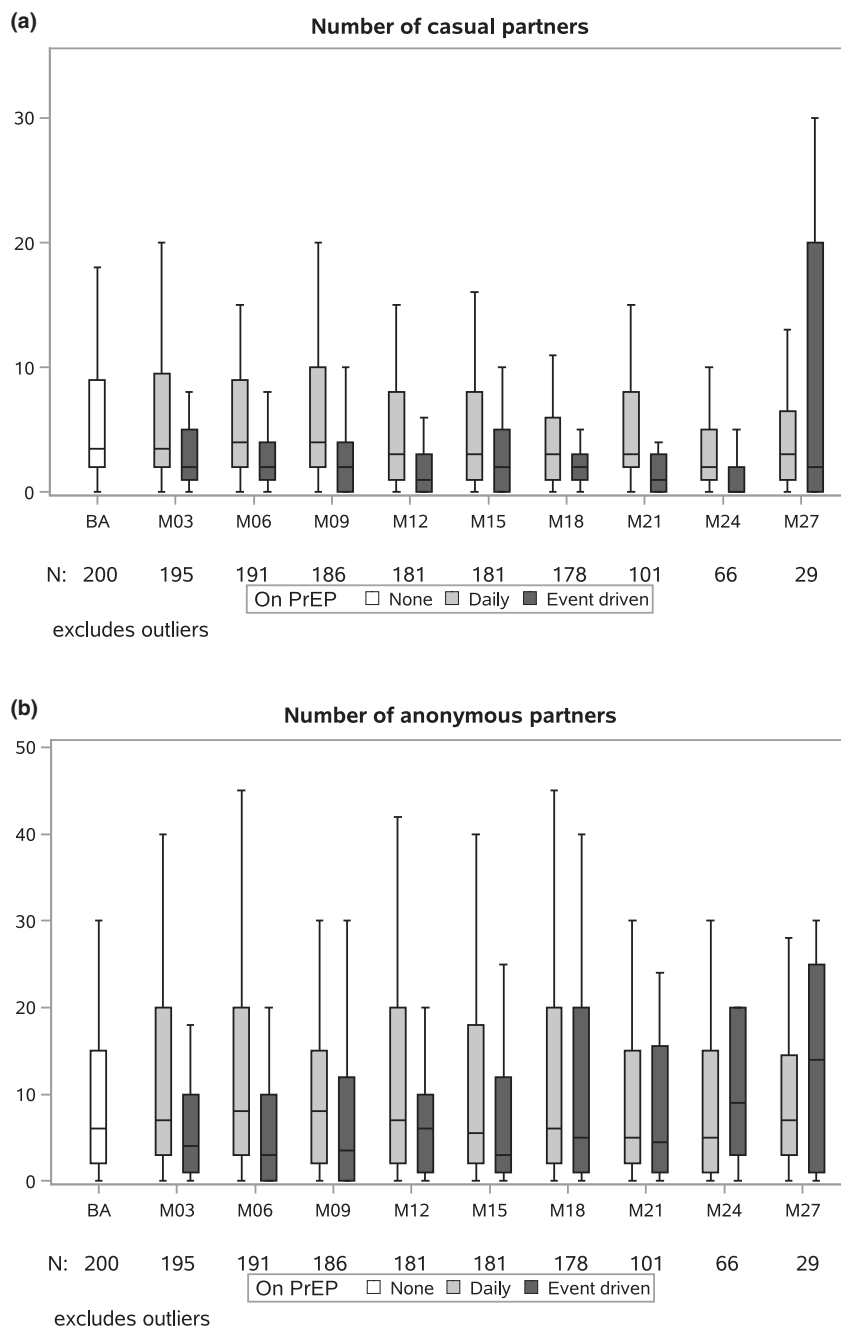 (a)
Number of casual partners
30
20
10
0
BA M03 M06 M09 M12 M15 M18 M21 M24 M27
N: 200 195 191 186 181 181 178 101 66 29
On PrEP None Daily Event driven
excludes outliers
(b)
Number of anonymous partners
50
40
30
20
10
0
BA M03 M06 M09 M12 M15 M18 M21 M24 M27
N: 200 195 191 186 181 181 178 101 66 29
On PrEP None Daily Event driven
excludes outliers